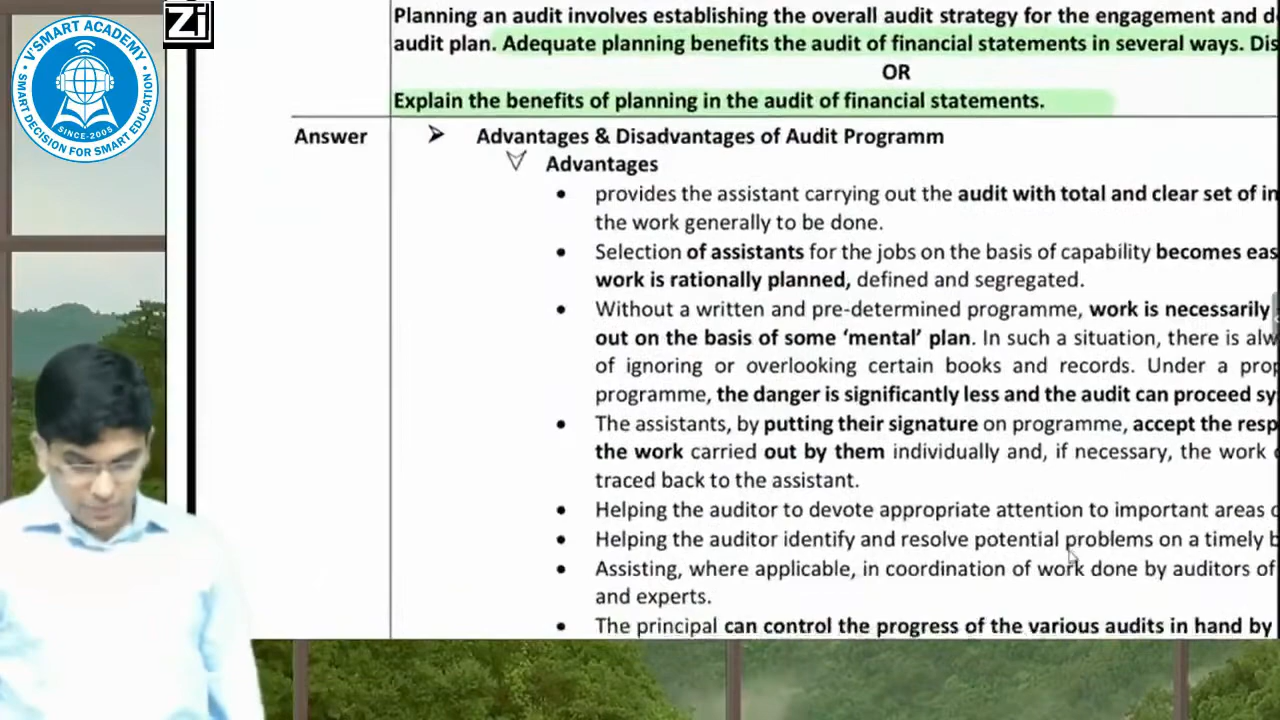 V'SMART ACADEMY
SMART DECISION FOR SMART EDUCATION
SINCE-2005
Zi
Planning an audit involves establishing the overall audit strategy for the engagement and d
audit plan. Adequate planning benefits the audit of financial statements in several ways. Dis
OR
Explain the benefits of planning in the audit of financial statements.
Answer ➤ Advantages & Disadvantages of Audit Programm
Advantages
• provides the assistant carrying out the audit with total and clear set of in
the work generally to be done.
• Selection of assistants for the jobs on the basis of capability becomes eas
work is rationally planned, defined and segregated.
• Without a written and pre-determined programme, work is necessarily
out on the basis of some ‘mental’ plan. In such a situation, there is alw
of ignoring or overlooking certain books and records. Under a prop
programme, the danger is significantly less and the audit can proceed sy
• The assistants, by putting their signature on programme, accept the resp
the work carried out by them individually and, if necessary, the work
traced back to the assistant.
• Helping the auditor to devote appropriate attention to important areas o
• Helping the auditor identify and resolve potential problems on a timely b
• Assisting, where applicable, in coordination of work done by auditors of
and experts.
• The principal can control the progress of the various audits in hand by